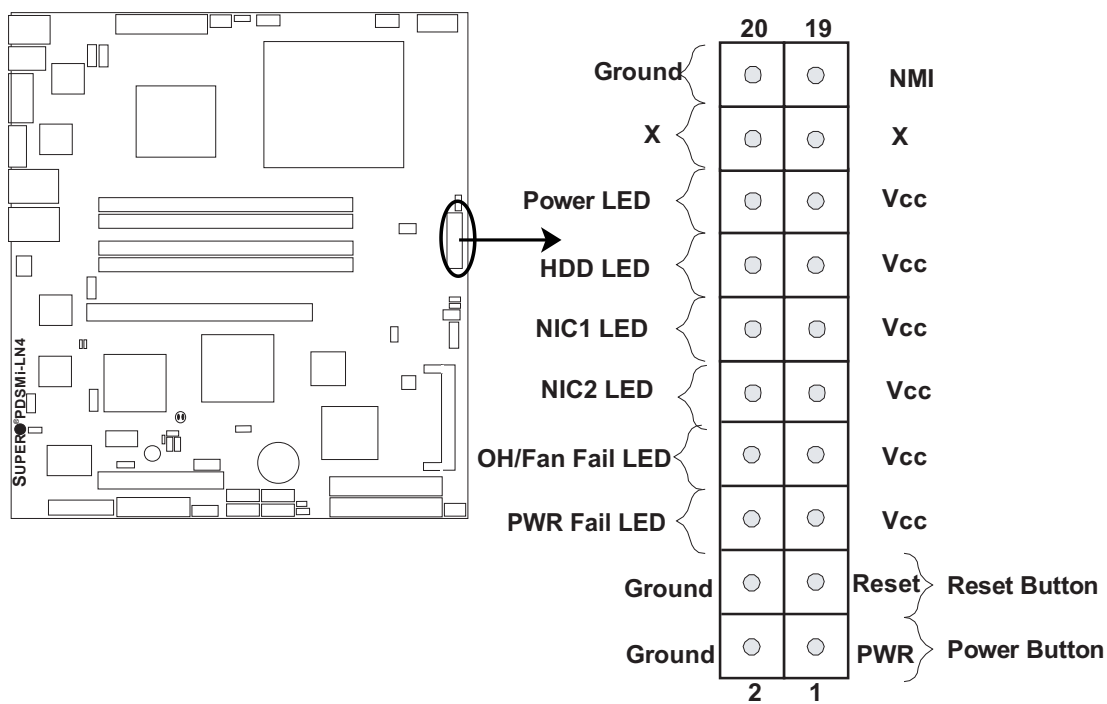 20 19
Ground NMI
X X
Power LED Vcc
HDD LED Vcc
NIC1 LED Vcc
NIC2 LED Vcc
OH/Fan Fail LED Vcc
PWR Fail LED Vcc
Ground Reset Reset Button
Ground PWR Power Button
2 1
SUPER ® PDSMi-LN4